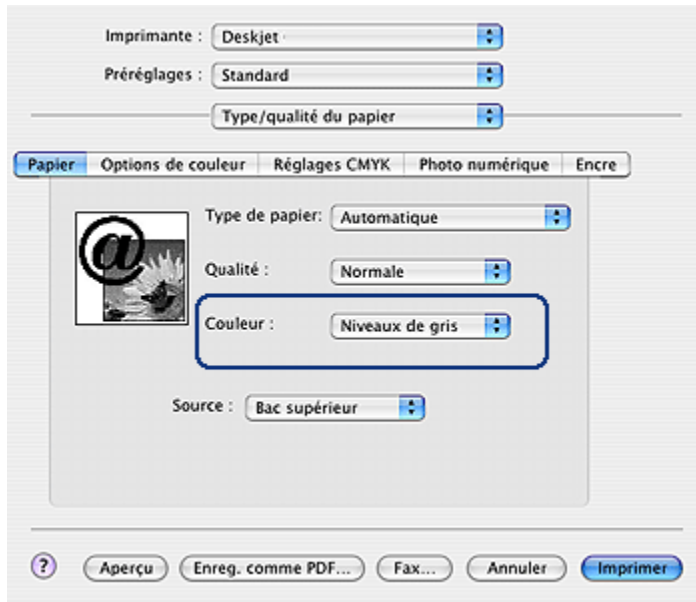 Imprimante : Deskjet
Préréglages : Standard
Type/qualité du papier
Papier Options de couleur Réglages CMYK Photo numérique Encre
Type de papier: Automatique
@
Qualité : Normale
Couleur : Niveaux de gris
Source : Bac supérieur
? Aperçu Enreg. comme PDF... Fax... Annuler Imprimer